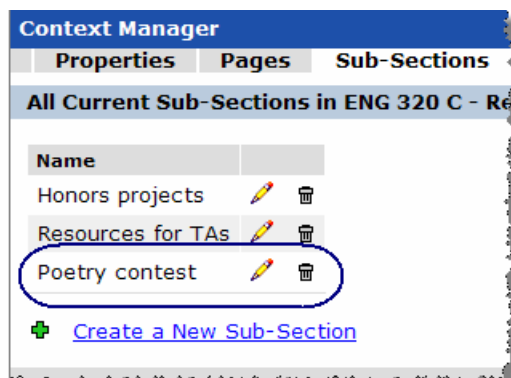 Context Manager
Properties Pages Sub-Sections
All Current Sub-Sections in ENG 320 C - Re
Name
Honors projects
Resources for TAs
Poetry contest
Create a New Sub-Section